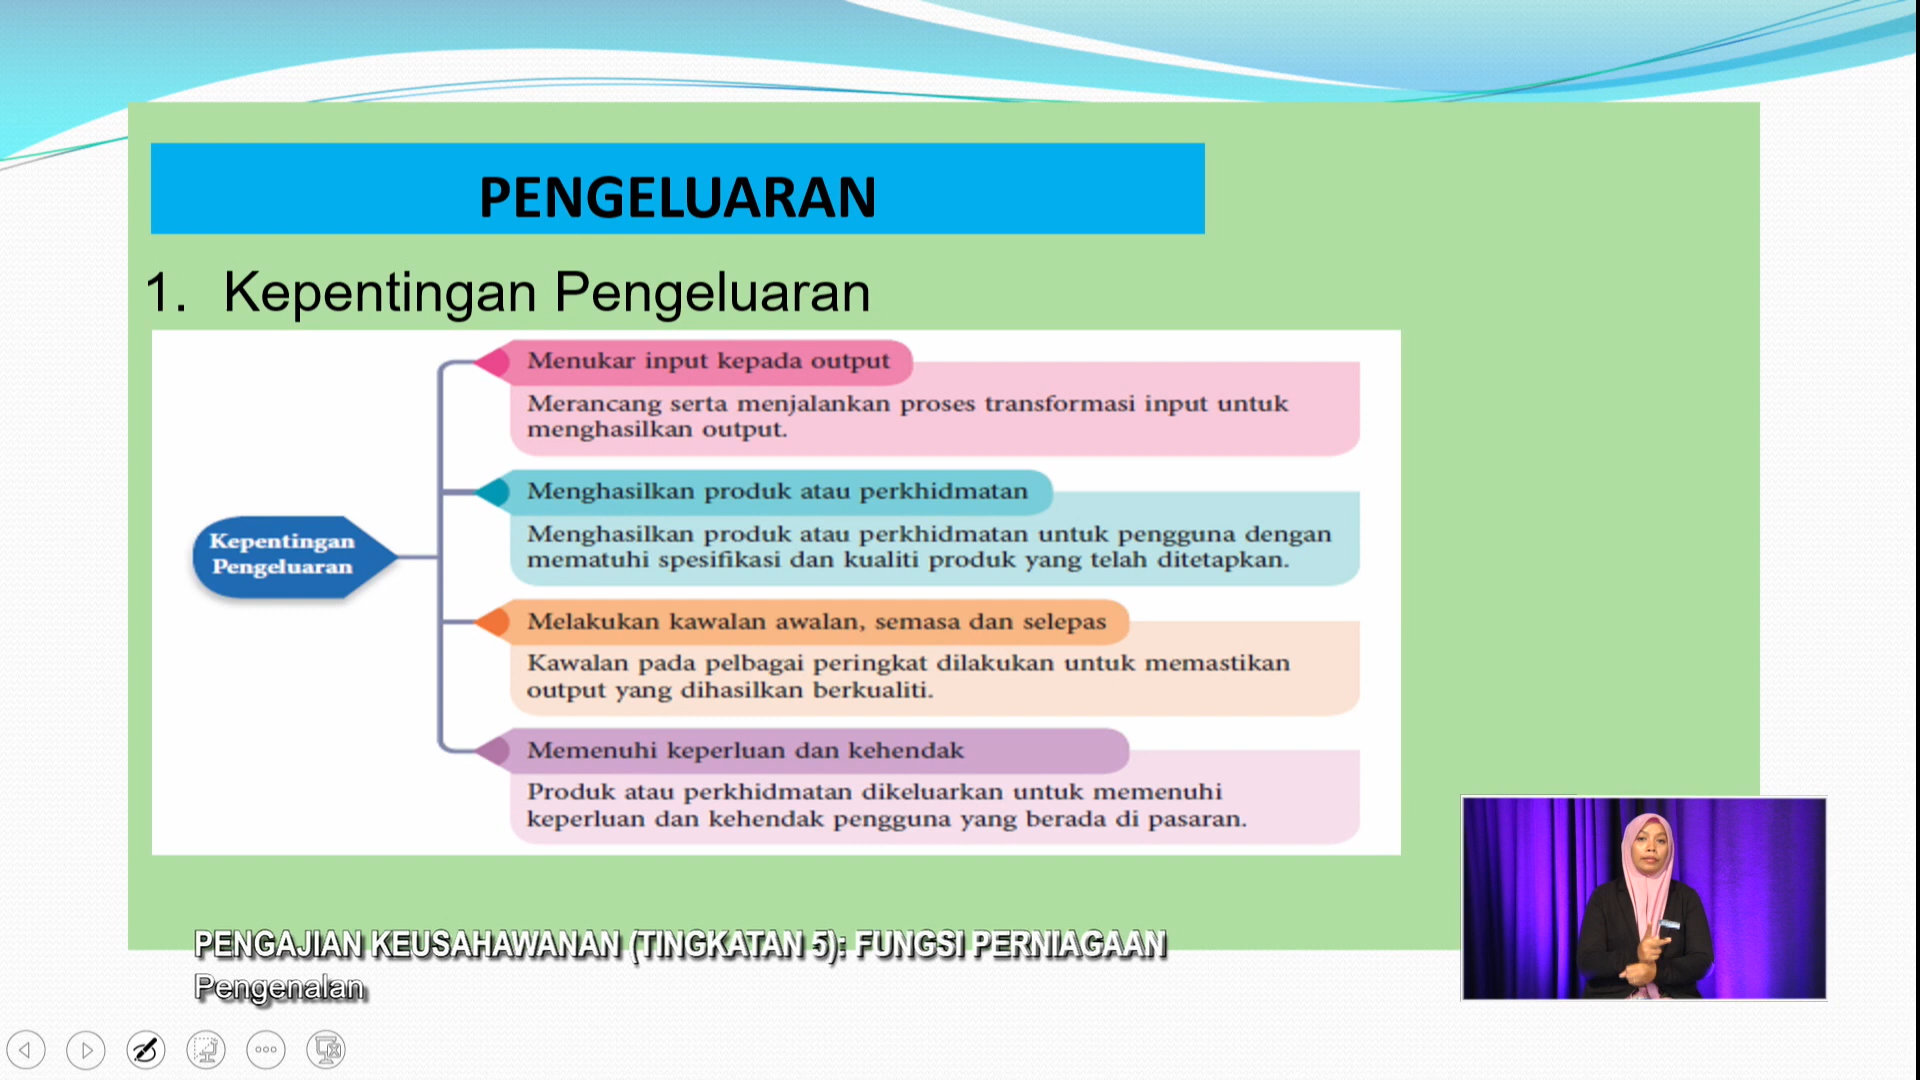 PENGELUARAN
1. Kepentingan Pengeluaran
Kepentingan
Pengeluaran
Menukar input kepada output
Merancang serta menjalankan proses transformasi input untuk
menghasilkan output.
Menghasilkan produk atau perkhidmatan
Menghasilkan produk atau perkhidmatan untuk pengguna dengan
mematuhi spesifikasi dan kualiti produk yang telah ditetapkan.
Melakukan kawalan awalan, semasa dan selepas
Kawalan pada pelbagai peringkat dilakukan untuk memastikan
output yang dihasilkan berkualiti.
Memenuhi keperluan dan kehendak
Produk atau perkhidmatan dikeluarkan untuk memenuhi
keperluan dan kehendak pengguna yang berada di pasaran.
PENGAJIAN KEUSAHAWANAN (TINGKATAN 5): FUNGSI PERNIAGAAN
Pengenalan